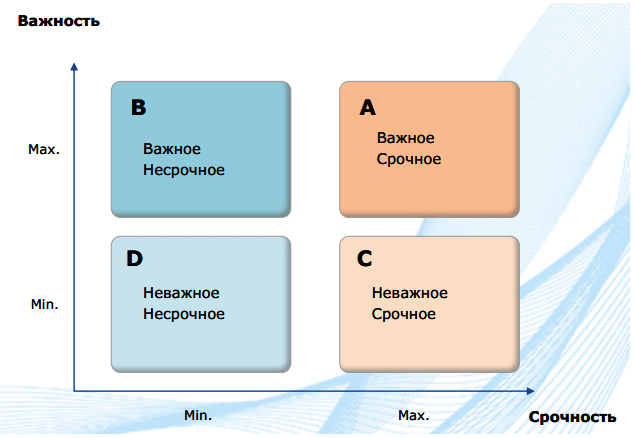 Важность
Max.
B
Важное
Несрочное
A
Важное
Срочное
Min.
D
Неважное
Несрочное
C
Неважное
Срочное
Min.
Max.
Срочность